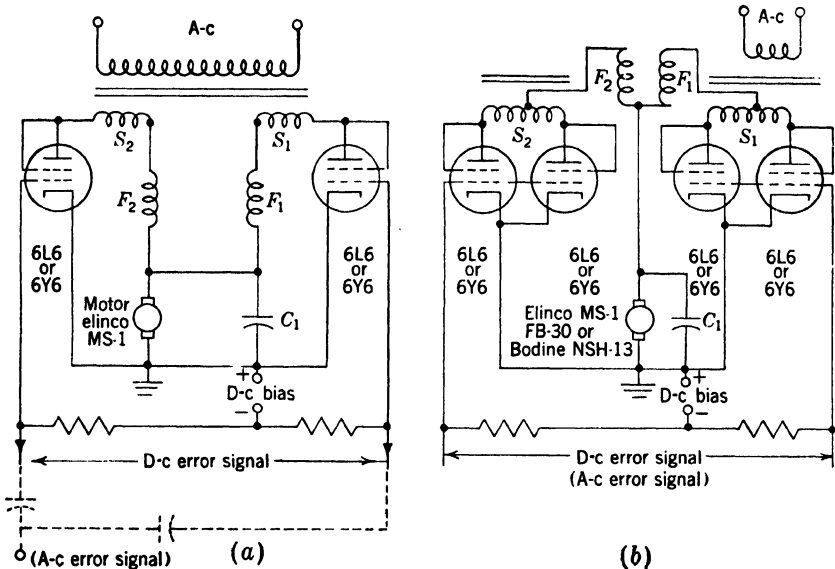 A-c
S2
S1
F2
F1
6L6
or
6Y6
6L6
or
6Y6
Motor
elinco
MS-1
C1
+
D-c bias
−
D-c error signal
(A-c error signal)
(a)
A-c
F2
F1
S2
S1
6L6
or
6Y6
6L6
or
6Y6
6L6
or
6Y6
6L6
or
6Y6
Elinco MS-1
FB-30 or
Bodine NSH-13
C1
+
D-c bias
−
D-c error signal
(A-c error signal)
(b)